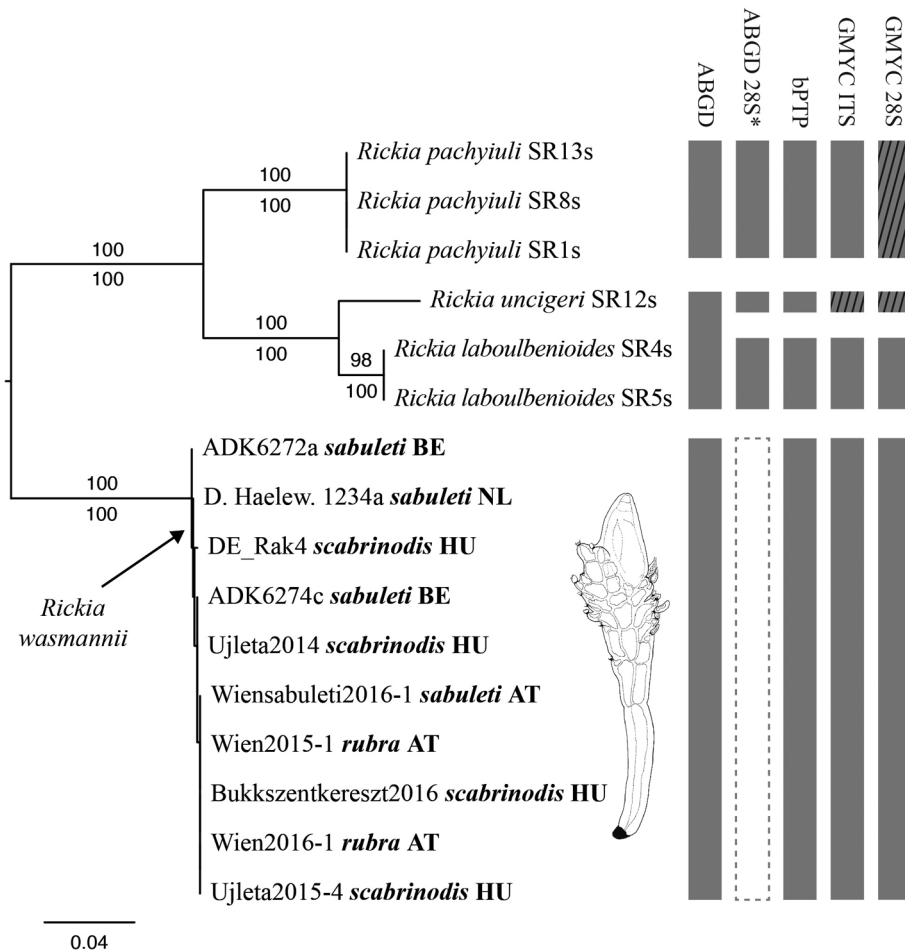 ABGD
ABGD 28S*
bPTP
GMYC ITS
GMYC 28S
Rickia pachyiuli SR13s
100
100
Rickia pachyiuli SR8s
Rickia pachyiuli SR1s
100
100
Rickia uncigeri SR12s
100
100
Rickia laboulbenioides SR4s
98
100
Rickia laboulbenioides SR5s
ADK6272a sabuleti BE
100
100
D. Haelew. 1234a sabuleti NL
DE_Rak4 scabrinodis HU
ADK6274c sabuleti BE
Rickia
wasmannii
Ujleta2014 scabrinodis HU
Wiensabuleti2016-1 sabuleti AT
Wien2015-1 rubra AT
Bukkszentkereszt2016 scabrinodis HU
Wien2016-1 rubra AT
Ujleta2015-4 scabrinodis HU
0.04